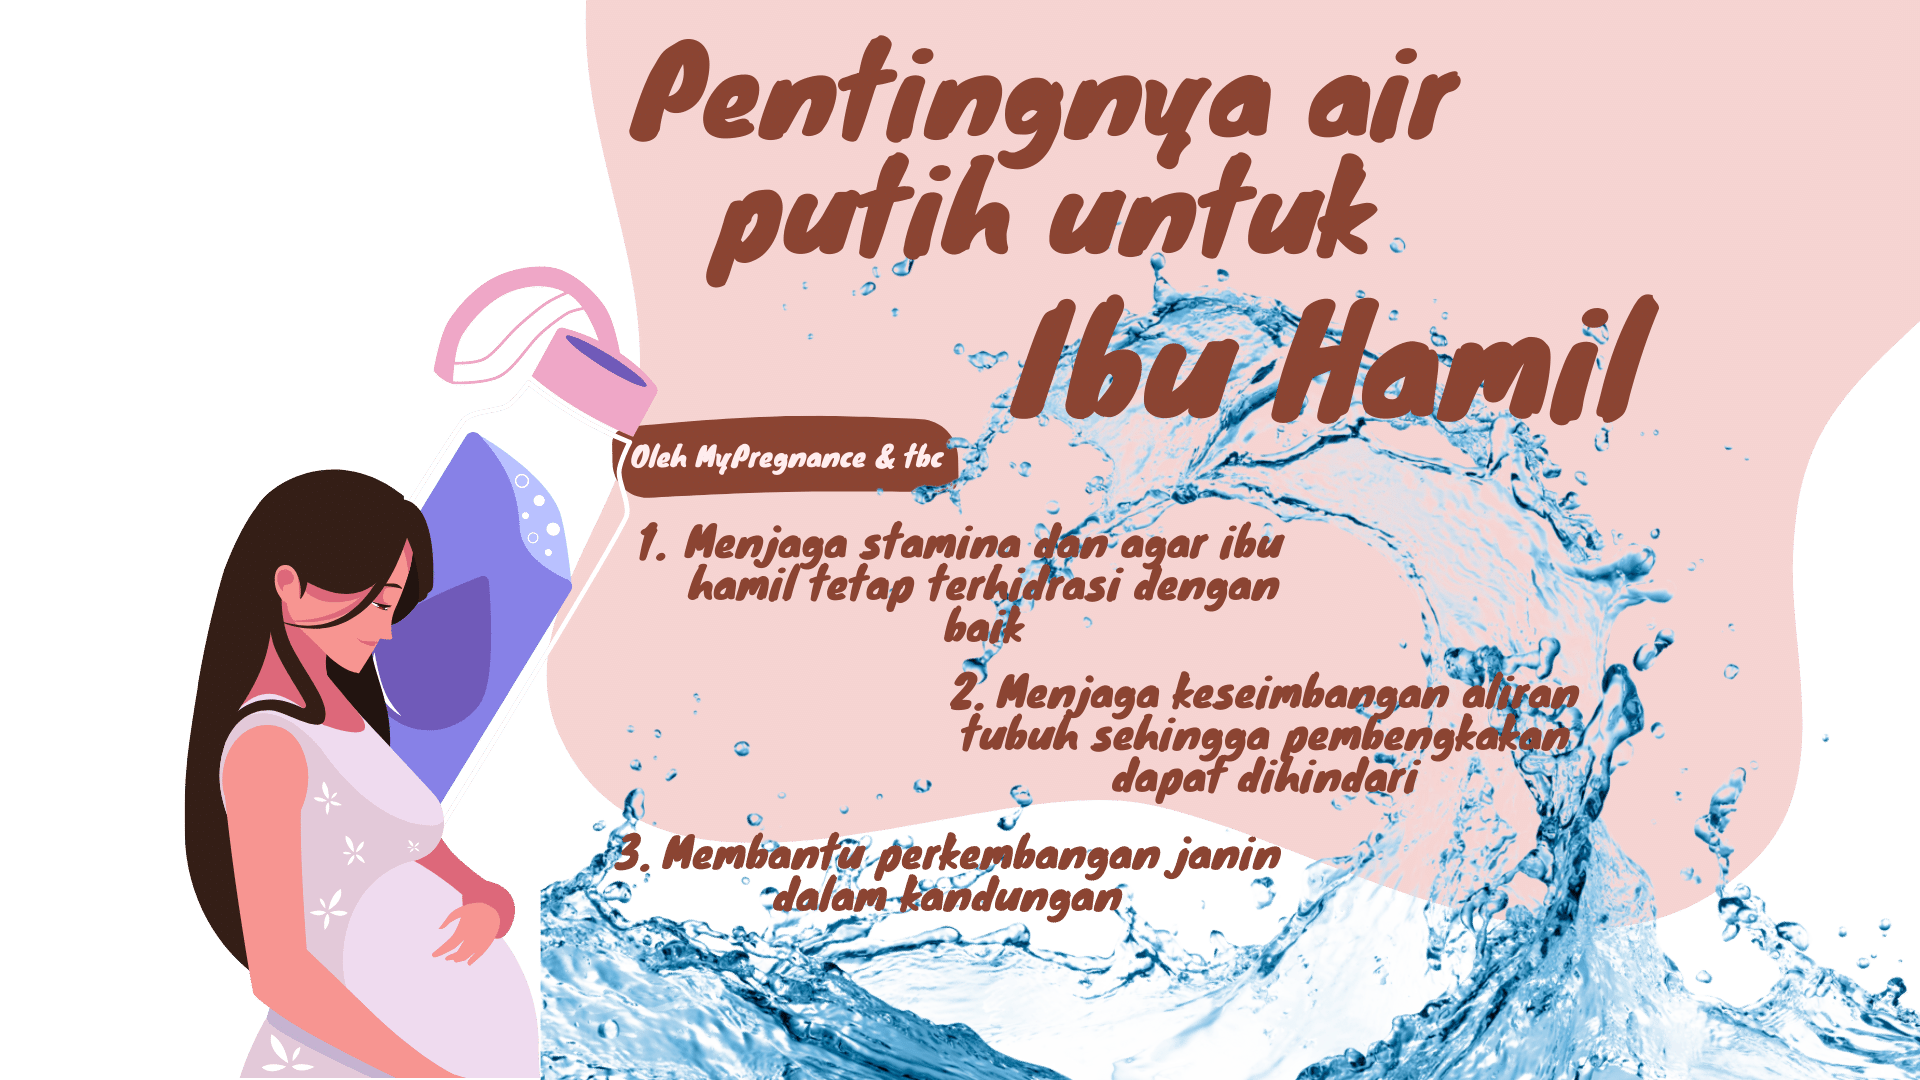 Pentingnya air
putih untuk
Ibu Hamil
Oleh MyPregnance & tbc
1. Menjaga stamina dan agar ibu
hamil tetap terhidrasi dengan
baik
2. Menjaga keseimbangan aliran
tubuh sehingga pembengkakan
dapat dihindari
3. Membantu perkembangan janin
dalam kandungan